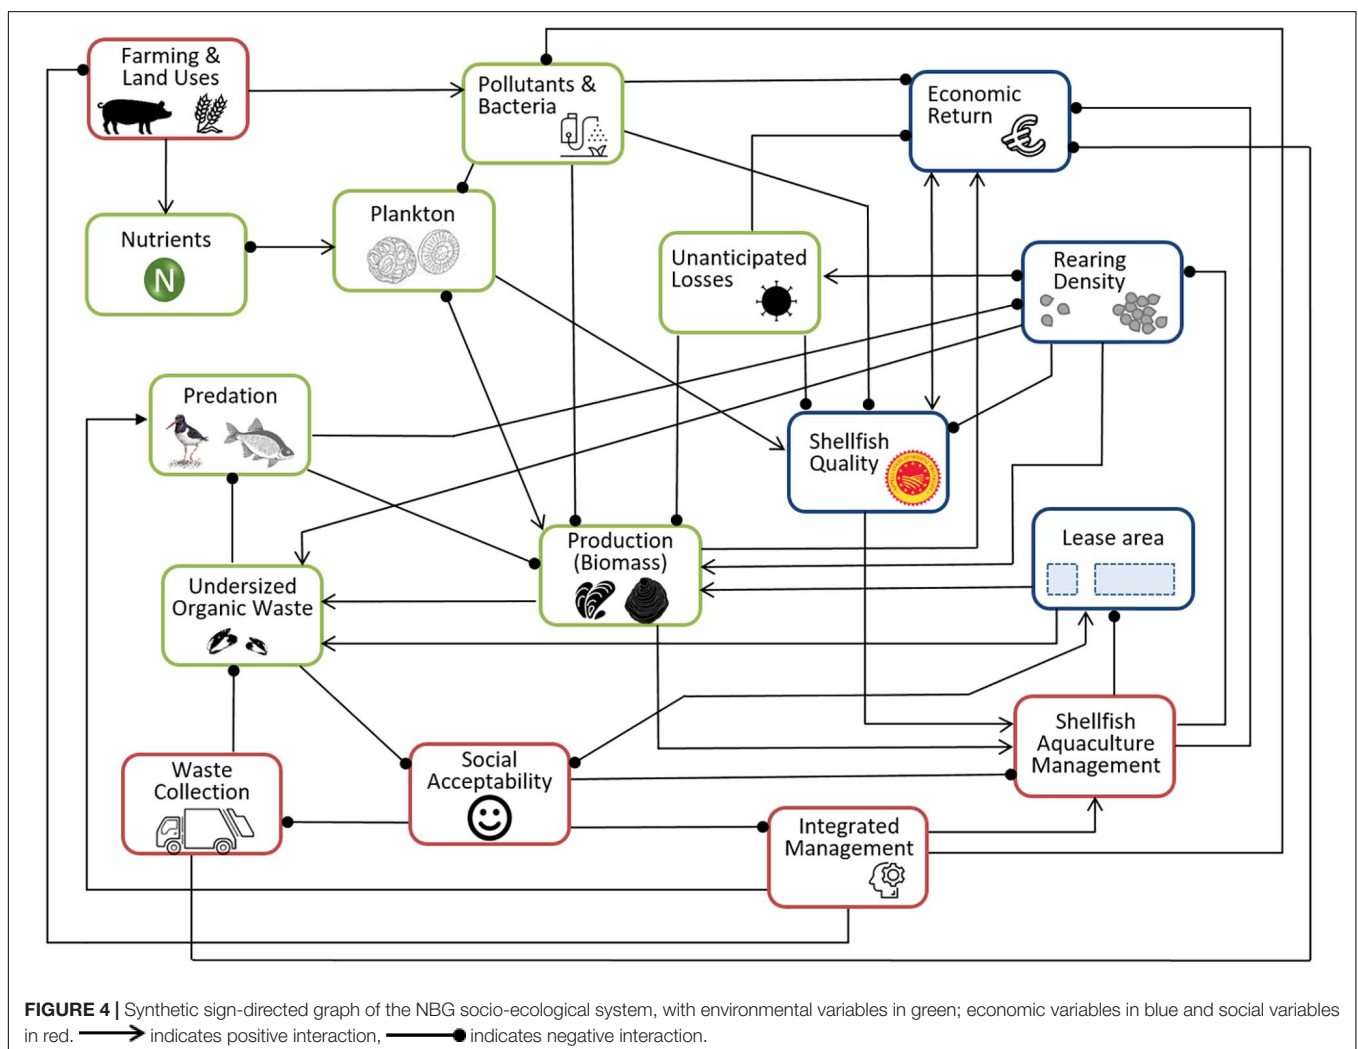 Farming &
Land Uses
Pollutants &
Bacteria
Economic
Return
€
Nutrients
N
Plankton
Unanticipated
Losses
Rearing
Density
Predation
Shellfish
Quality
Production
(Biomass)
Lease area
Undersized
Organic Waste
Waste
Collection
Social
Acceptability
Shellfish
Aquaculture
Management
Integrated
Management
FIGURE 4 | Synthetic sign-directed graph of the NBG socio-ecological system, with environmental variables in green; economic variables in blue and social variables
in red. indicates positive interaction, indicates negative interaction.